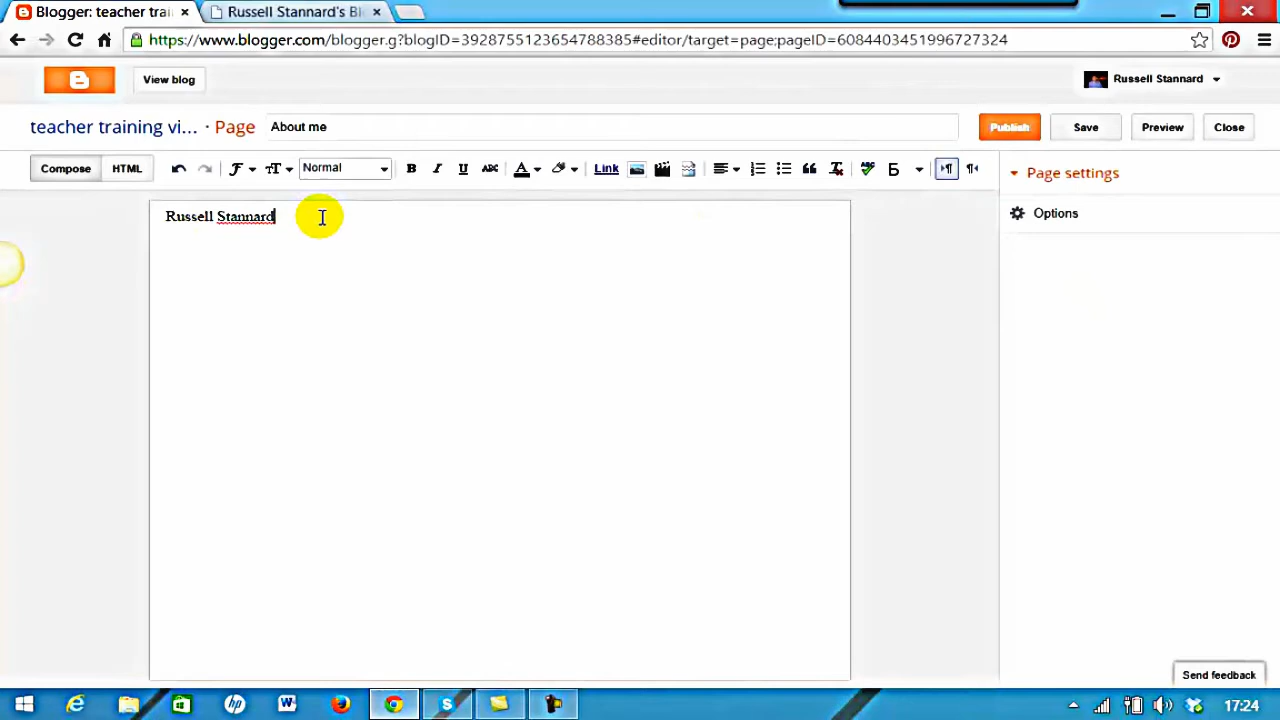 Blogger: teacher trai
Russell Stannard's Bl
https://www.blogger.com/blogger.g?blogID=3928755123654788385#editor/target=page;pageID=6084403451996727324
View blog
Russell Stannard
teacher training vi... · Page
About me
Publish
Save
Preview
Close
Compose
HTML
Normal
B
I
U
ABC
A
Link
Б
Page settings
Russell Stannard
Options
Send feedback
17:24